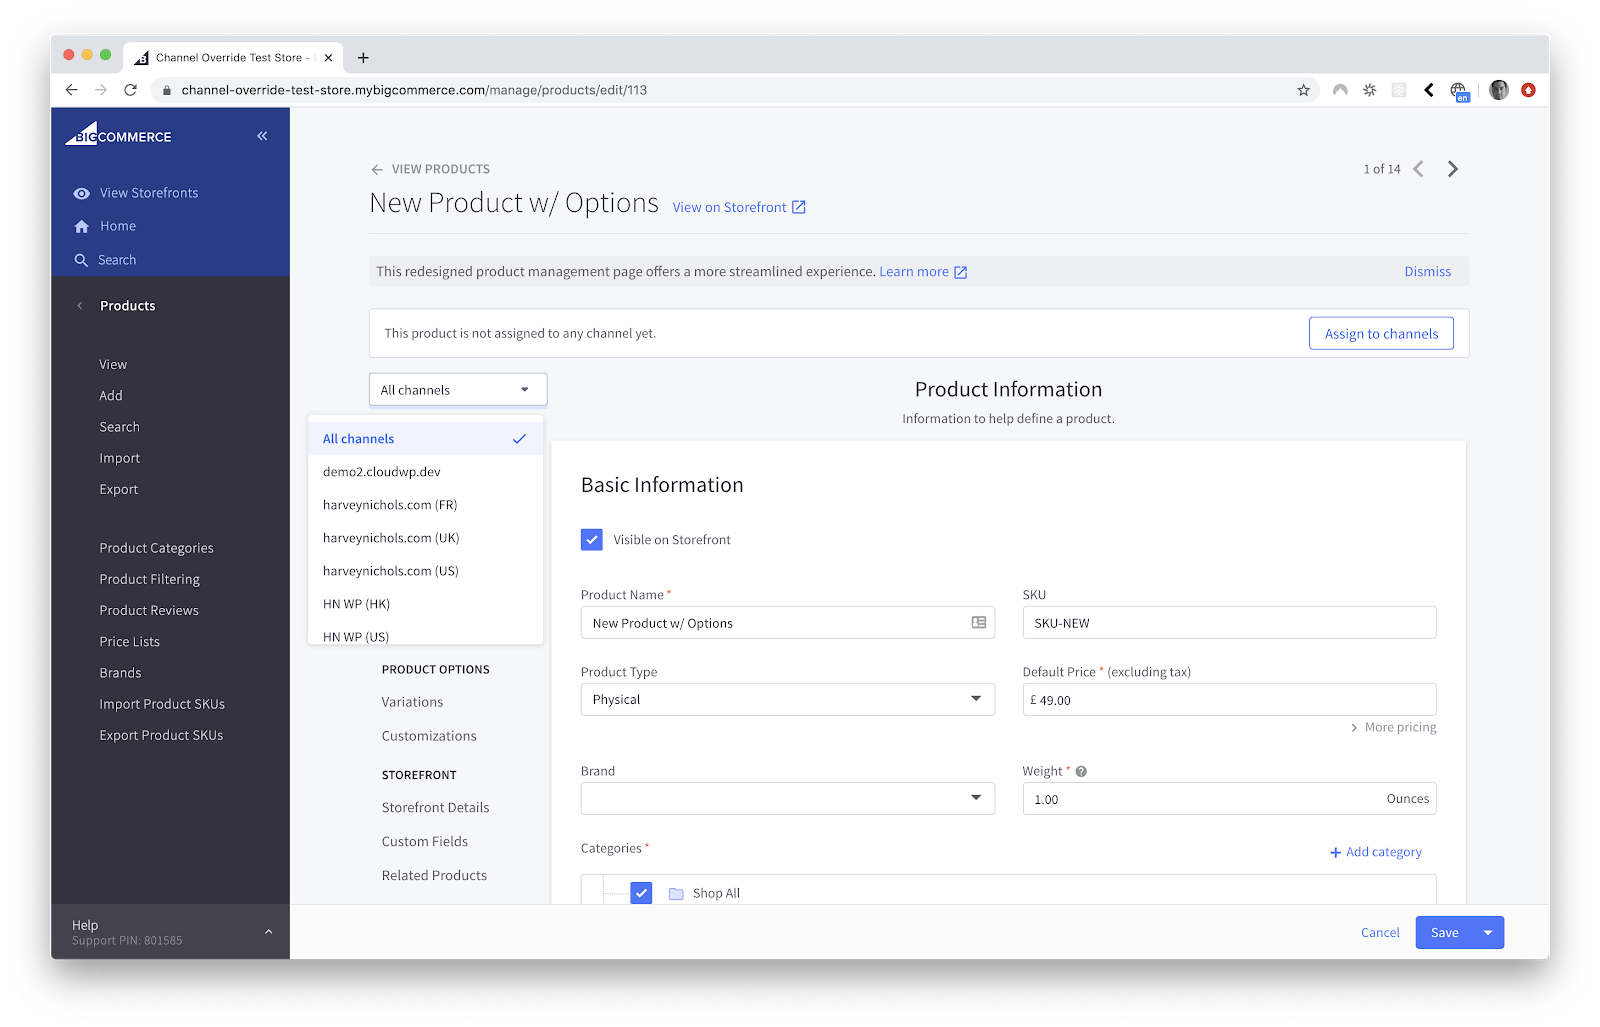 Channel Override Test Store -
channel-override-test-store.mybigcommerce.com/manage/products/edit/113
en
BIGCOMMERCE
View Storefronts
Home
Search
Products
View
Add
Search
Import
Export
Product Categories
Product Filtering
Product Reviews
Price Lists
Brands
Import Product SKUs
Export Product SKUs
Help
Support PIN: 801585
VIEW PRODUCTS
1 of 14
New Product w/ Options View on Storefront
This redesigned product management page offers a more streamlined experience. Learn more Dismiss
This product is not assigned to any channel yet. Assign to channels
All channels
All channels
demo2.cloudwp.dev
harveynichols.com (FR)
harveynichols.com (UK)
harveynichols.com (US)
HN WP (HK)
HN WP (US)
PRODUCT OPTIONS
Variations
Customizations
STOREFRONT
Storefront Details
Custom Fields
Related Products
Product Information
Information to help define a product.
Basic Information
Visible on Storefront
Product Name * SKU
New Product w/ Options SKU-NEW
Product Type Default Price * (excluding tax)
Physical £ 49.00
More pricing
Brand Weight * ?
1.00 Ounces
Categories * + Add category
Shop All
Cancel Save